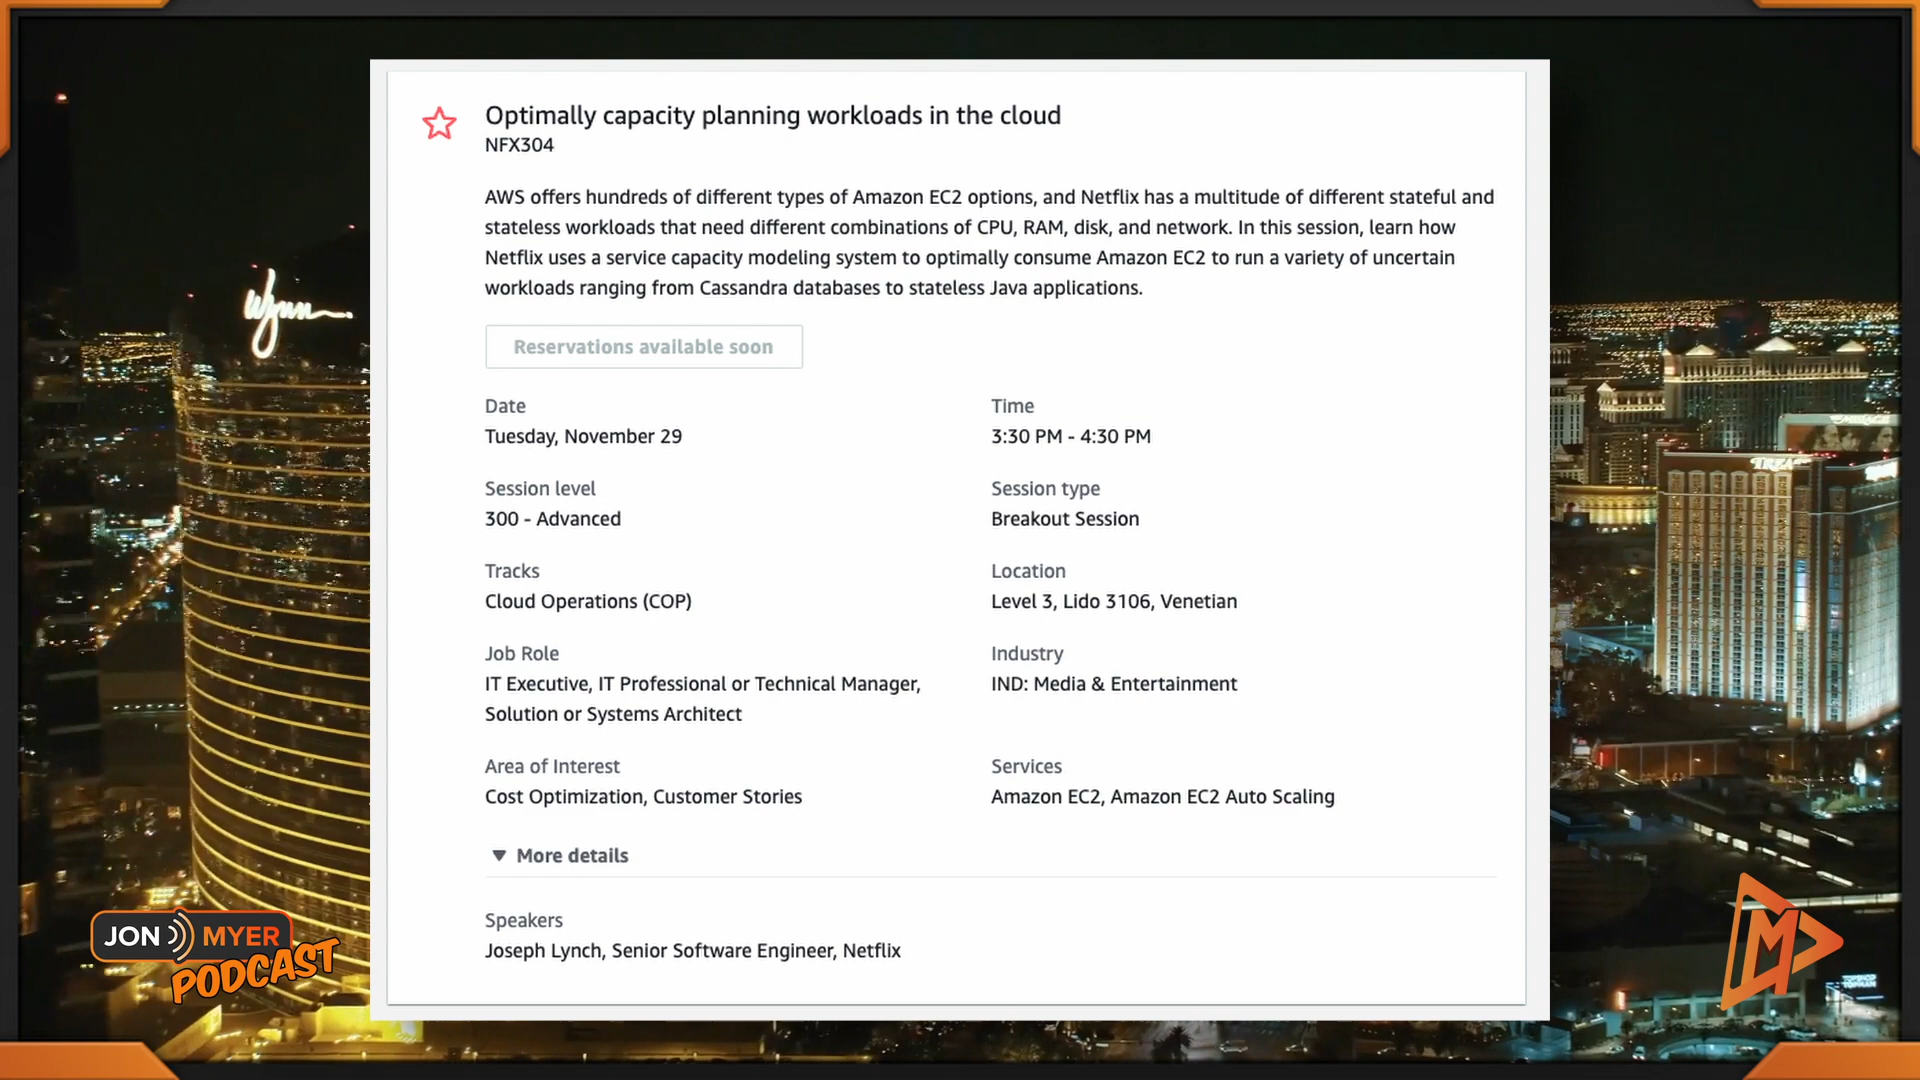 Optimally capacity planning workloads in the cloud
NFX304
AWS offers hundreds of different types of Amazon EC2 options, and Netflix has a multitude of different stateful and
stateless workloads that need different combinations of CPU, RAM, disk, and network. In this session, learn how
Netflix uses a service capacity modeling system to optimally consume Amazon EC2 to run a variety of uncertain
workloads ranging from Cassandra databases to stateless Java applications.
Wynn
Reservations available soon
Date
Tuesday, November 29
Time
3:30 PM - 4:30 PM
Session level
300 - Advanced
Session type
Breakout Session
Tracks
Cloud Operations (COP)
Location
Level 3, Lido 3106, Venetian
Job Role
IT Executive, IT Professional or Technical Manager,
Solution or Systems Architect
Industry
IND: Media & Entertainment
Area of Interest
Cost Optimization, Customer Stories
Services
Amazon EC2, Amazon EC2 Auto Scaling
▼ More details
Speakers
Joseph Lynch, Senior Software Engineer, Netflix
JON MYER
PODCAST
M